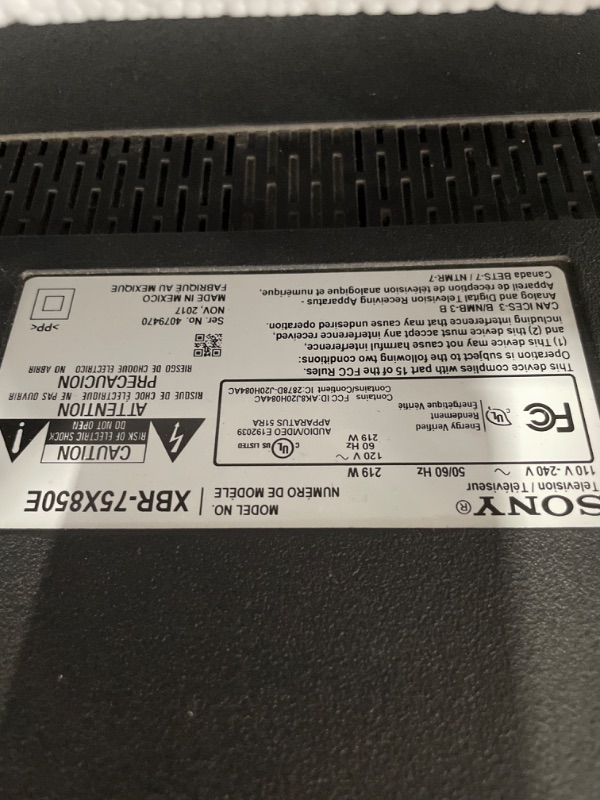 SONY®
MODEL NO.
NUMÉRO DE MODÈLE
XBR-75X850E
Television / Téléviseur
110 V -240 V ~ 50/60 Hz 219 W
120 V ~
60 Hz
219 W
FC
Energy Verified
Rendement
Énergétique Vérifié
c UL US LISTED
AUDIO/VIDEO E192039
APPARATUS 51RA
Contains FCC ID:AK8J20H084AC
Contains/Contient IC:2878D-J20H084AC
This device complies with part 15 of the FCC Rules.
Operation is subject to the following two conditions:
(1) This device may not cause harmful interference,
and (2) this device must accept any interference received,
including interference that may cause undesired operation.
CAN ICES-3 B/NMB-3 B
Analog and Digital Television Receiving Apparatus -
Appareil de réception de télévision analogique et numérique,
Canada BETS-7 / NTMR-7
CAUTION
RISK OF ELECTRIC SHOCK
DO NOT OPEN
ATTENTION
RISQUE DE CHOC ÉLECTRIQUE NE PAS OUVRIR
PRECAUCION
RIESGO DE CHOQUE ELECTRICO NO ABRIR
Ser. No. 4079470
NOV. 2017
MADE IN MEXICO
FABRIQUÉ AU MEXIQUE
>PP<